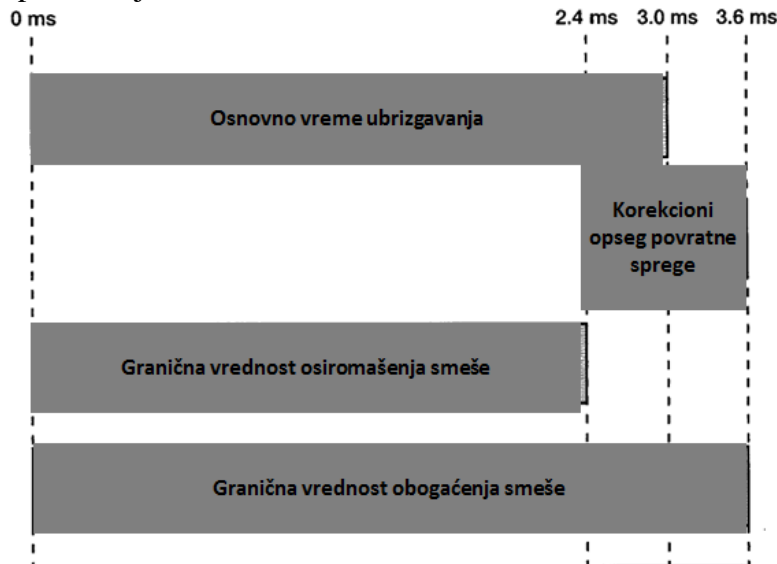 0 ms 2.4 ms 3.0 ms 3.6 ms
Osnovno vreme ubrizgavanja
Korekcioni
opseg povratne
sprege
Granična vrednost osiromašenja smeše
Granična vrednost obogaćenja smeše